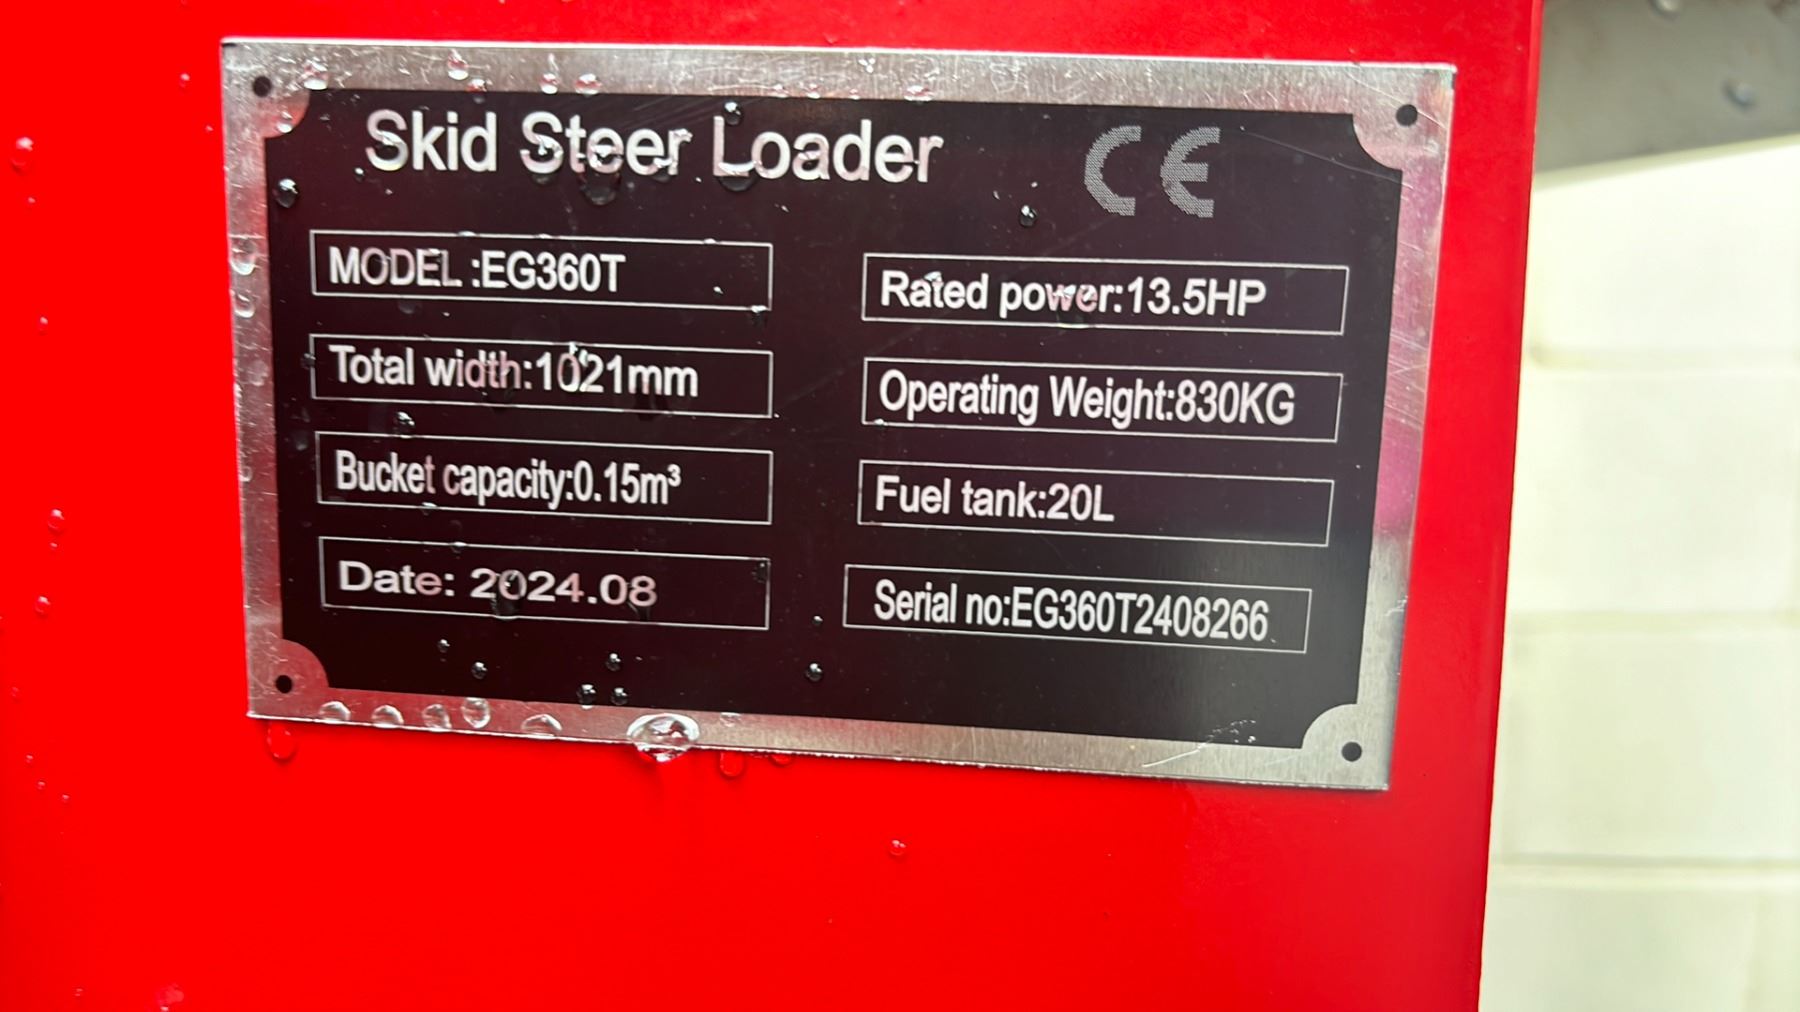 Skid Steer Loader CE
MODEL :EG360T
Rated power:13.5HP
Total width:1021mm
Operating Weight:830KG
Bucket capacity:0.15m³
Fuel tank:20L
Date: 2024.08
Serial no:EG360T2408266